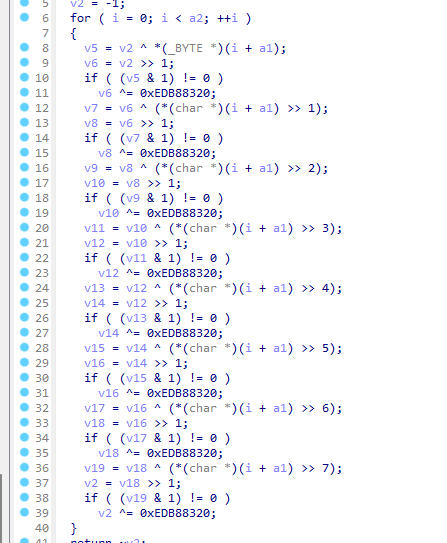 5 v2 = -1;
6 for ( i = 0; i < a2; ++i )
7 {
8 v5 = v2 ^ *(_BYTE *)(i + a1);
9 v6 = v2 >> 1;
10 if ( (v5 & 1) != 0 )
11 v6 ^= 0xEDB88320;
12 v7 = v6 ^ (*(char *)(i + a1) >> 1);
13 v8 = v6 >> 1;
14 if ( (v7 & 1) != 0 )
15 v8 ^= 0xEDB88320;
16 v9 = v8 ^ (*(char *)(i + a1) >> 2);
17 v10 = v8 >> 1;
18 if ( (v9 & 1) != 0 )
19 v10 ^= 0xEDB88320;
20 v11 = v10 ^ (*(char *)(i + a1) >> 3);
21 v12 = v10 >> 1;
22 if ( (v11 & 1) != 0 )
23 v12 ^= 0xEDB88320;
24 v13 = v12 ^ (*(char *)(i + a1) >> 4);
25 v14 = v12 >> 1;
26 if ( (v13 & 1) != 0 )
27 v14 ^= 0xEDB88320;
28 v15 = v14 ^ (*(char *)(i + a1) >> 5);
29 v16 = v14 >> 1;
30 if ( (v15 & 1) != 0 )
31 v16 ^= 0xEDB88320;
32 v17 = v16 ^ (*(char *)(i + a1) >> 6);
33 v18 = v16 >> 1;
34 if ( (v17 & 1) != 0 )
35 v18 ^= 0xEDB88320;
36 v19 = v18 ^ (*(char *)(i + a1) >> 7);
37 v2 = v18 >> 1;
38 if ( (v19 & 1) != 0 )
39 v2 ^= 0xEDB88320;
40 }
41 return